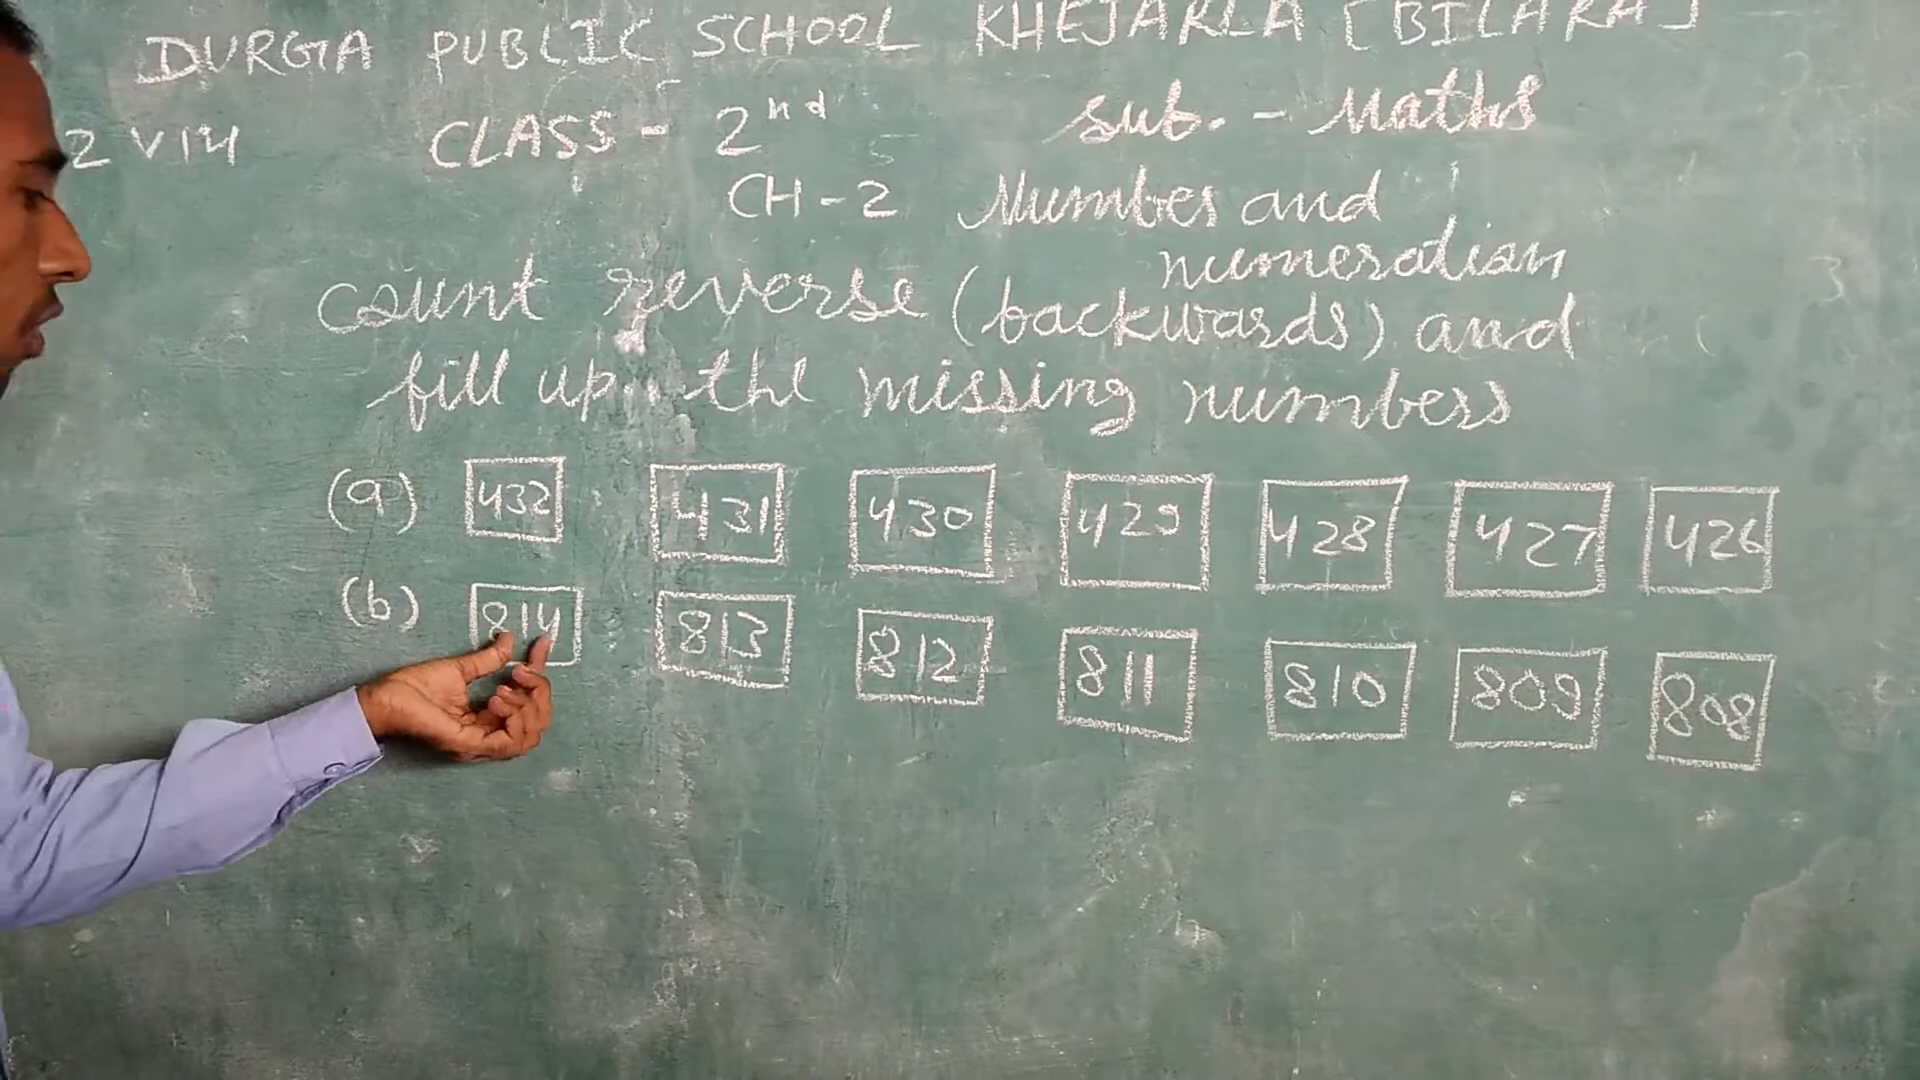 DURGA PUBLIC SCHOOL KHEJARLA [BILARA]
2 V 14 CLASS - 2nd sub. - Maths
CH - 2 Number and
numeration
count reverse (backwards) and
fill up the missing numbers
(a) 432 431 430 429 428 427 426
(b) 814 813 812 811 810 809 808